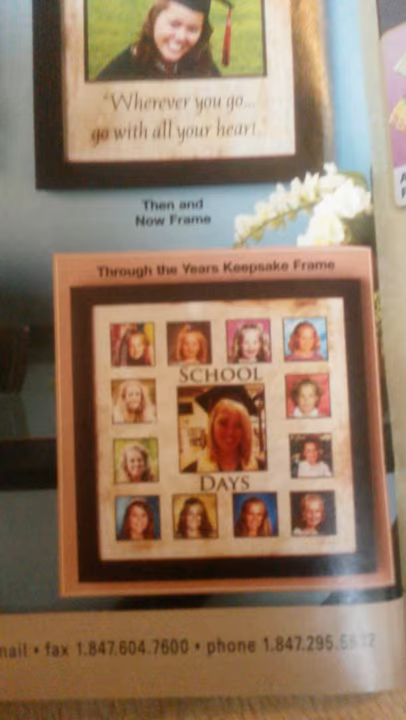 "Wherever you go...
go with all your heart
Then and
Now Frame
Through the Years Keepsake Frame
SCHOOL
DAYS
nail • fax 1.847.604.7600 • phone 1.847.295.